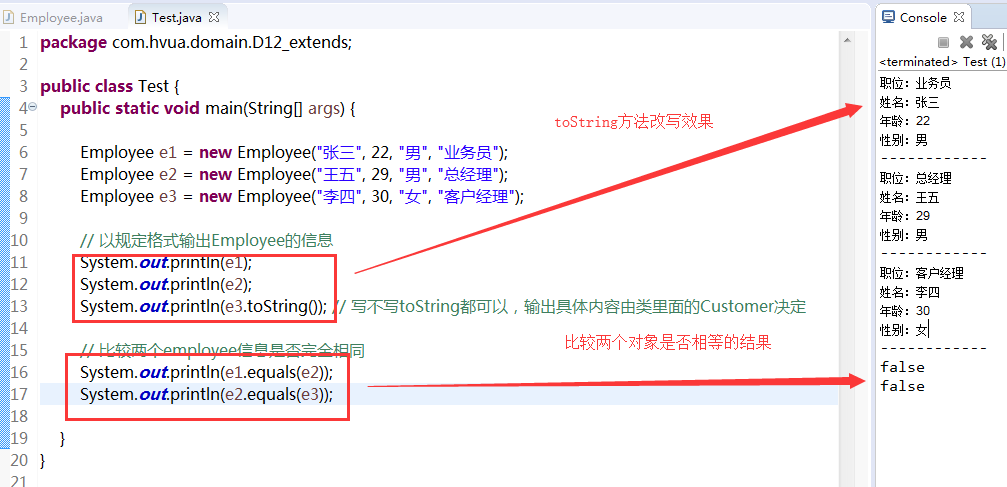 Employee.java
Test.java
1 package com.hvua.domain.D12_extends;
2
3 public class Test {
4 public static void main(String[] args) {
5
6 Employee e1 = new Employee("张三", 22, "男", "业务员");
7 Employee e2 = new Employee("王五", 29, "男", "总经理");
8 Employee e3 = new Employee("李四", 30, "女", "客户经理");
9
10 // 以规定格式输出Employee的信息
11 System.out.println(e1);
12 System.out.println(e2);
13 System.out.println(e3.toString()); // 写不写toString都可以，输出具体内容由类里面的Customer决定
14
15 // 比较两个employee信息是否完全相同
16 System.out.println(e1.equals(e2));
17 System.out.println(e2.equals(e3));
18
19 }
20 }
21
toString方法改写效果
比较两个对象是否相等的结果
Console
<terminated> Test (1)
职位：业务员
姓名：张三
年龄：22
性别：男
------------
职位：总经理
姓名：王五
年龄：29
性别：男
------------
职位：客户经理
姓名：李四
年龄：30
性别：女
------------
false
false